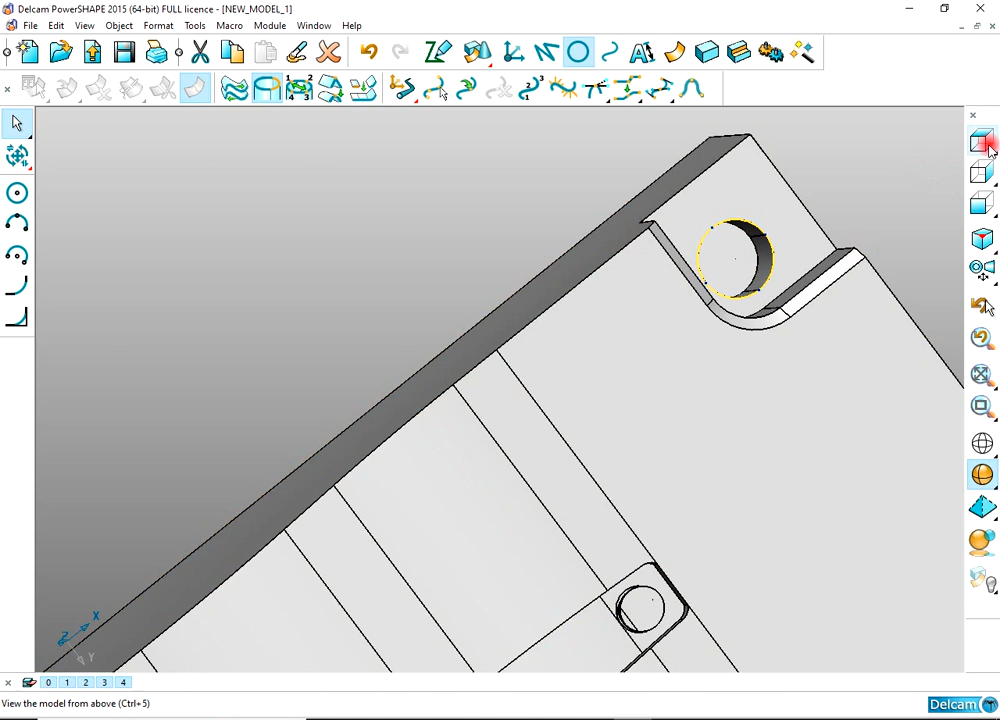 Delcam PowerSHAPE 2015 (64-bit) FULL licence - [NEW_MODEL_1]
File Edit View Object Format Tools Macro Module Window Help
X
Z
Y
0 1 2 3 4
View the model from above (Ctrl+5)
Delcam